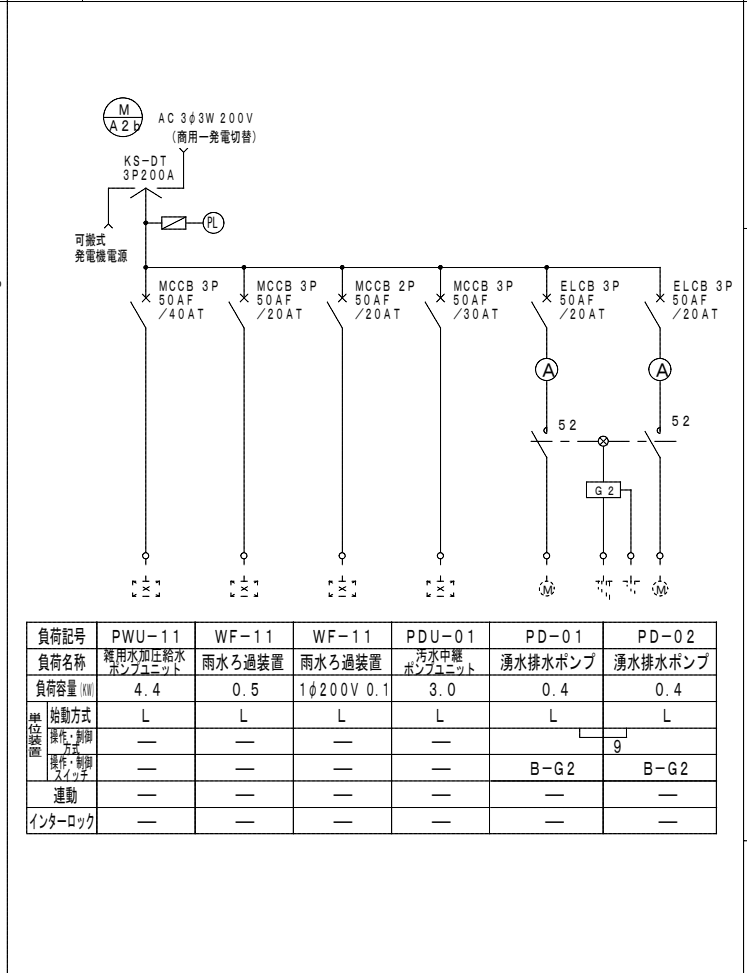 M
A2b
AC 3φ3W 200V
(商用ー発電切替)
KS-DT
3P200A
PL
可搬式
発電機電源
MCCB 3P
50AF
/40AT
MCCB 3P
50AF
/20AT
MCCB 2P
50AF
/20AT
MCCB 3P
50AF
/30AT
ELCB 3P
50AF
/20AT
ELCB 3P
50AF
/20AT
A
A
52
52
G2
M
M
負荷記号 PWU-11 WF-11 WF-11 PDU-01 PD-01 PD-02
負荷名称 雑用水加圧給水ポンプユニット 雨水ろ過装置 雨水ろ過装置 汚水中継ポンプユニット 湧水排水ポンプ 湧水排水ポンプ
負荷容量(KW) 4.4 0.5 1φ200V 0.1 3.0 0.4 0.4
単位装置
始動方式 L L L L L L
操作・制御方式 — — — — 9
操作・制御スイッチ — — — — B-G2 B-G2
連動 — — — — — —
インターロック — — — — — —